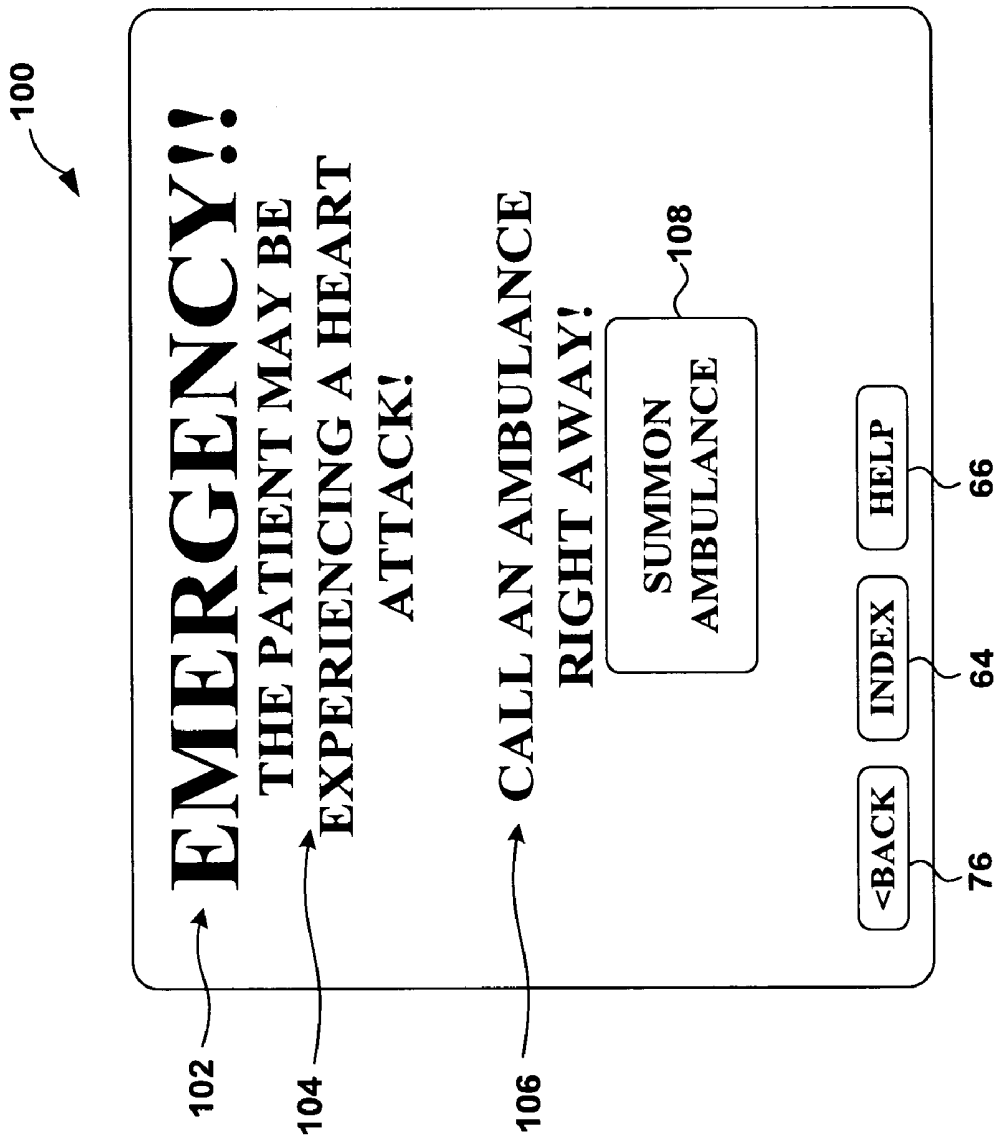 100
102
EMERGENCY!!
104
THE PATIENT MAY BE
EXPERIENCING A HEART
ATTACK!
106
CALL AN AMBULANCE
RIGHT AWAY!
SUMMON
AMBULANCE
108
<BACK
INDEX
HELP
76
64
66